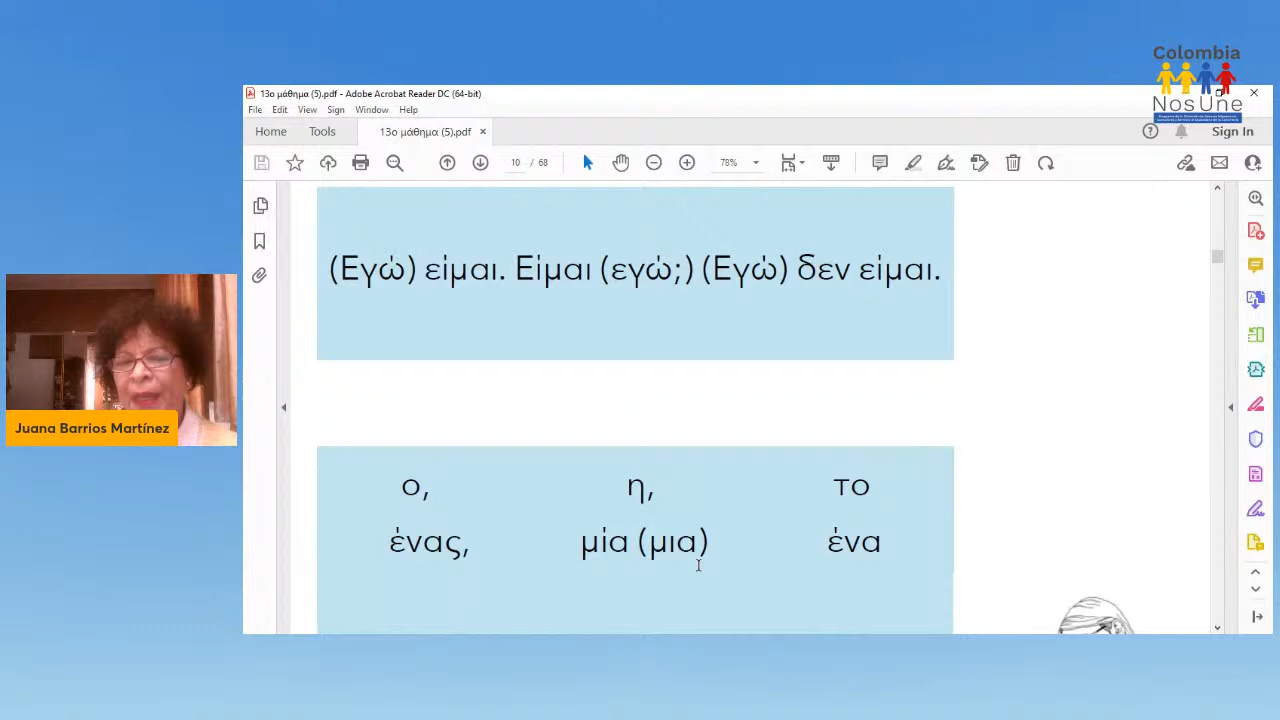 Colombia
NosUne
13ο μάθημα (5).pdf - Adobe Acrobat Reader DC (64-bit)
File Edit View Sign Window Help
Home Tools 13ο μάθημα (5).pdf × Sign In
10 / 68 78%
(Εγώ) είμαι. Είμαι (εγώ;) (Εγώ) δεν είμαι.
ο, η, το
ένας, μία (μια) ένα
Juana Barrios Martínez